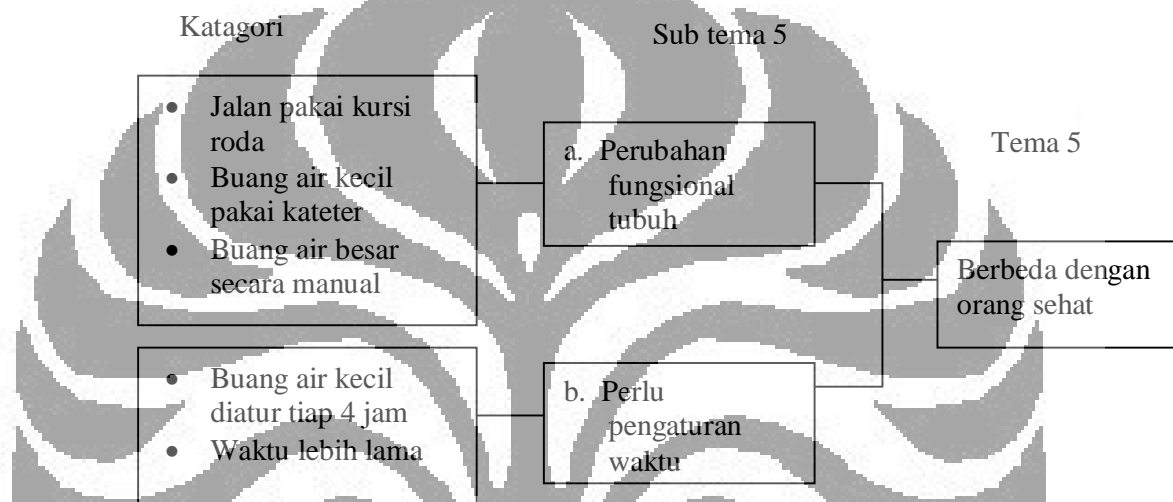 Katagori
Sub tema 5
Tema 5
• Jalan pakai kursi
roda
• Buang air kecil
pakai kateter
• Buang air besar
secara manual
a. Perubahan
fungsional
tubuh
Berbeda dengan
orang sehat
• Buang air kecil
diatur tiap 4 jam
• Waktu lebih lama
b. Perlu
pengaturan
waktu